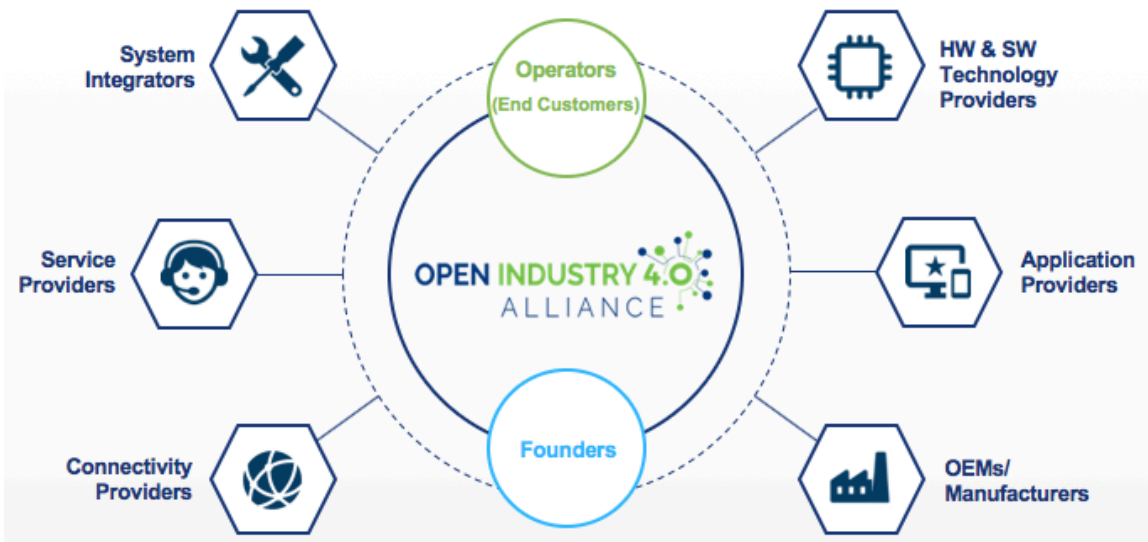 System
Integrators
Operators
(End Customers)
HW & SW
Technology
Providers
Service
Providers
OPEN INDUSTRY 4.0
ALLIANCE
Application
Providers
Connectivity
Providers
Founders
OEMs/
Manufacturers